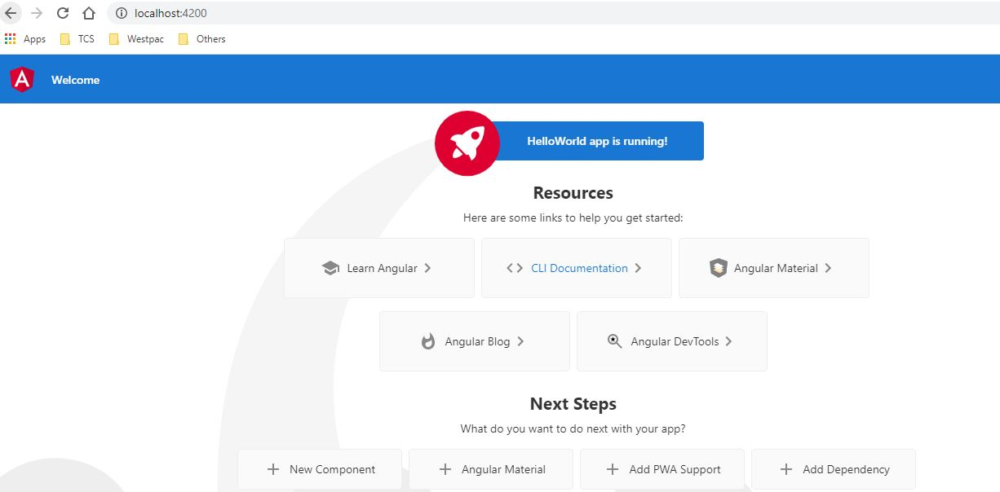 localhost:4200
Apps TCS Westpac Others
A Welcome
HelloWorld app is running!
Resources
Here are some links to help you get started:
Learn Angular CLI Documentation Angular Material
Angular Blog Angular DevTools
Next Steps
What do you want to do next with your app?
New Component Angular Material Add PWA Support Add Dependency